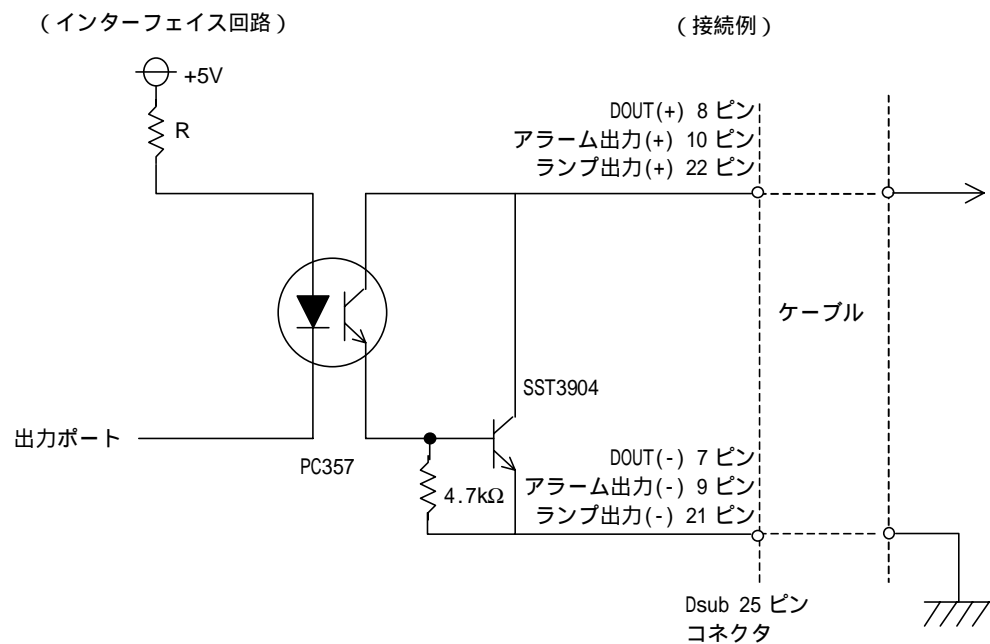 (インターフェイス回路)
(接続例)
+5V
R
DOUT(+) 8 ピン
アラーム出力(+) 10 ピン
ランプ出力(+) 22 ピン
ケーブル
SST3904
出力ポート
PC357
4.7kΩ
DOUT(-) 7 ピン
アラーム出力(-) 9 ピン
ランプ出力(-) 21 ピン
Dsub 25 ピン
コネクタ